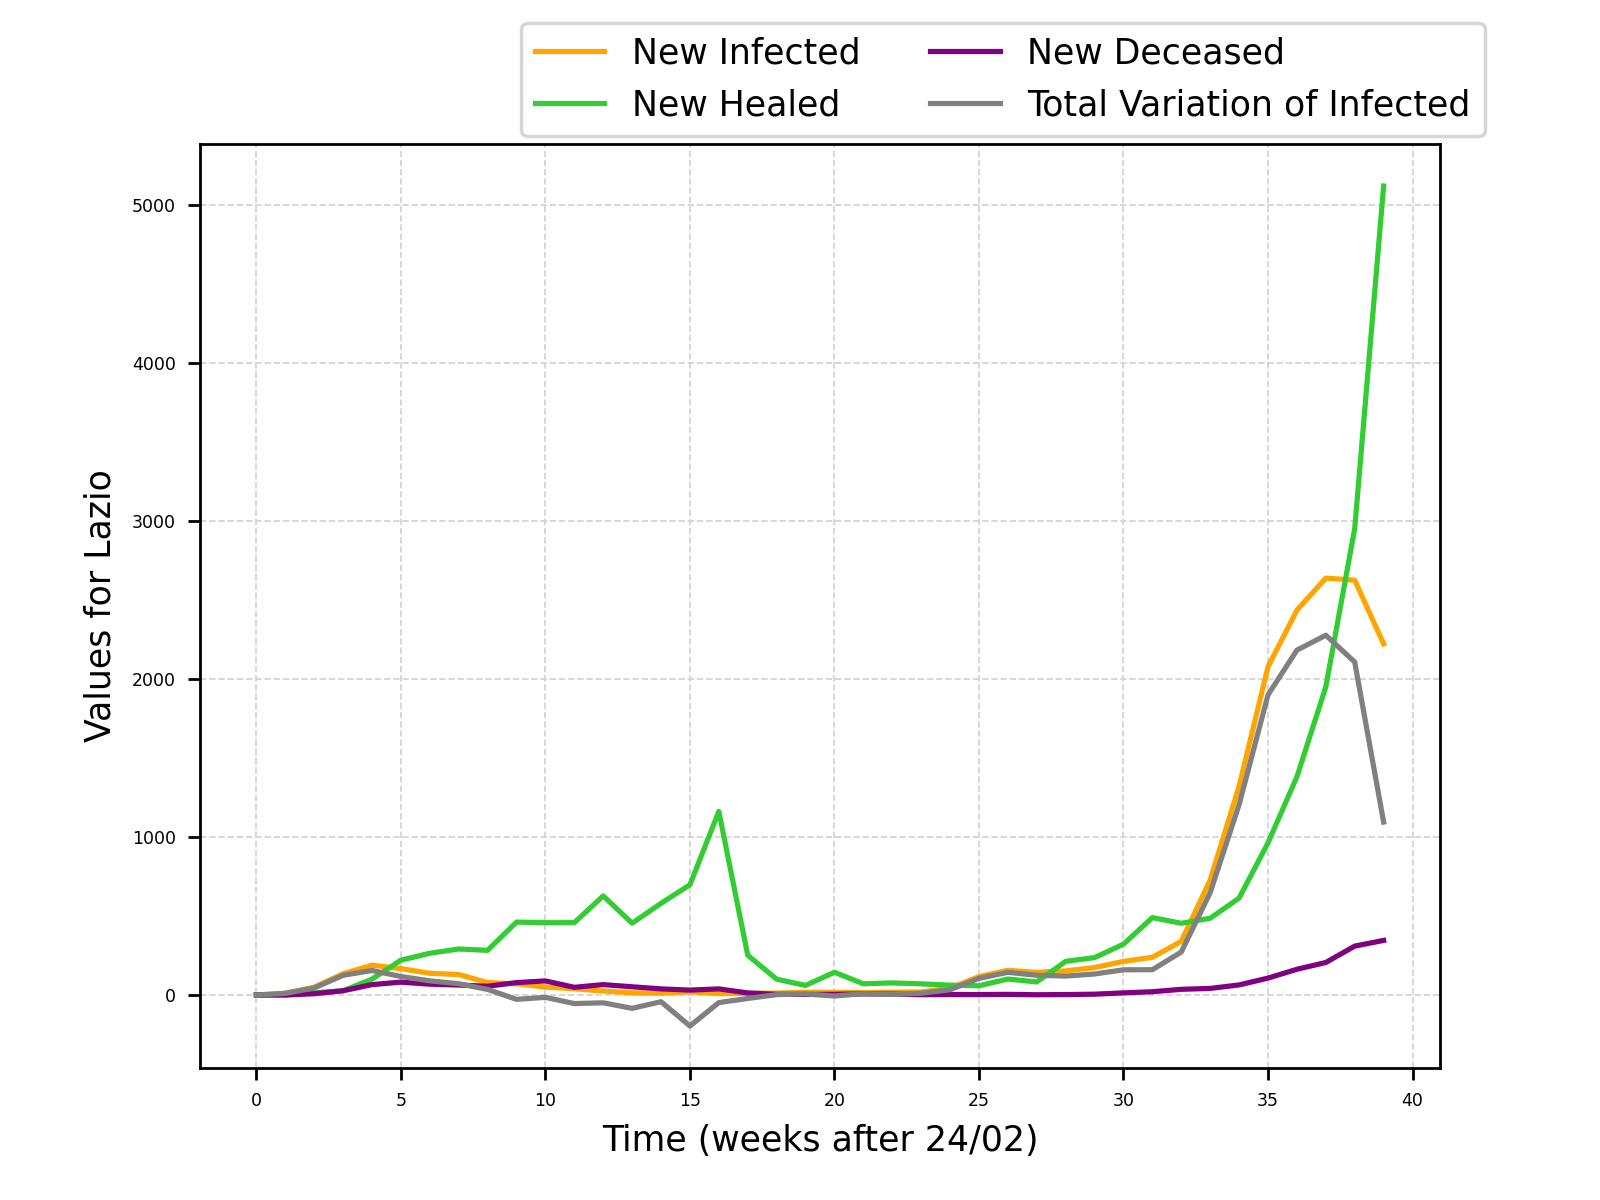 New Infected
New Healed
New Deceased
Total Variation of Infected
Values for Lazio
5000
4000
3000
2000
1000
0
0 5 10 15 20 25 30 35 40
Time (weeks after 24/02)